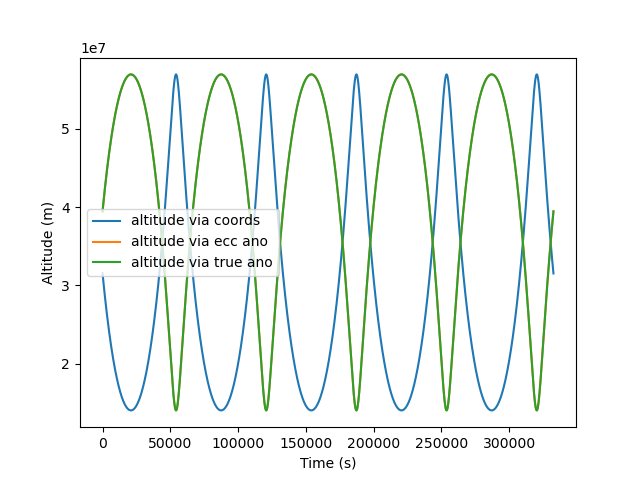 1e7
5
4
3
2
Altitude (m)
altitude via coords
altitude via ecc ano
altitude via true ano
0 50000 100000 150000 200000 250000 300000
Time (s)